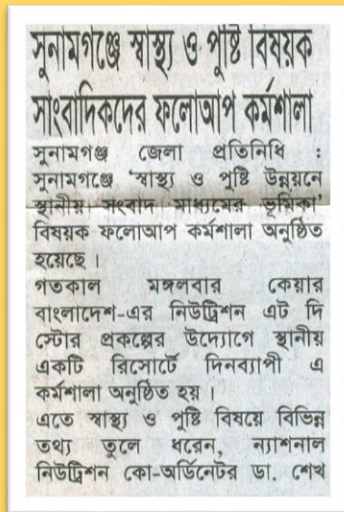 সুনামগঞ্জে স্বাস্থ্য ও পুষ্টি বিষয়ক
সাংবাদিকদের ফলোআপ কর্মশালা
সুনামগঞ্জ জেলা প্রতিনিধি :
সুনামগঞ্জে ‘স্বাস্থ্য ও পুষ্টি উন্নয়নে
স্থানীয় সংবাদ মাধ্যমের ভূমিকা’
বিষয়ক ফলোআপ কর্মশালা অনুষ্ঠিত
হয়েছে।
গতকাল মঙ্গলবার কেয়ার
বাংলাদেশ-এর নিউট্রিশন এট দি
স্টোর প্রকল্পের উদ্যোগে স্থানীয়
একটি রিসোর্টে দিনব্যাপী এ
কর্মশালা অনুষ্ঠিত হয়।
এতে স্বাস্থ্য ও পুষ্টি বিষয়ে বিভিন্ন
তথ্য তুলে ধরেন, ন্যাশনাল
নিউট্রিশন কো-অর্ডিনেটর ডা. শেখ